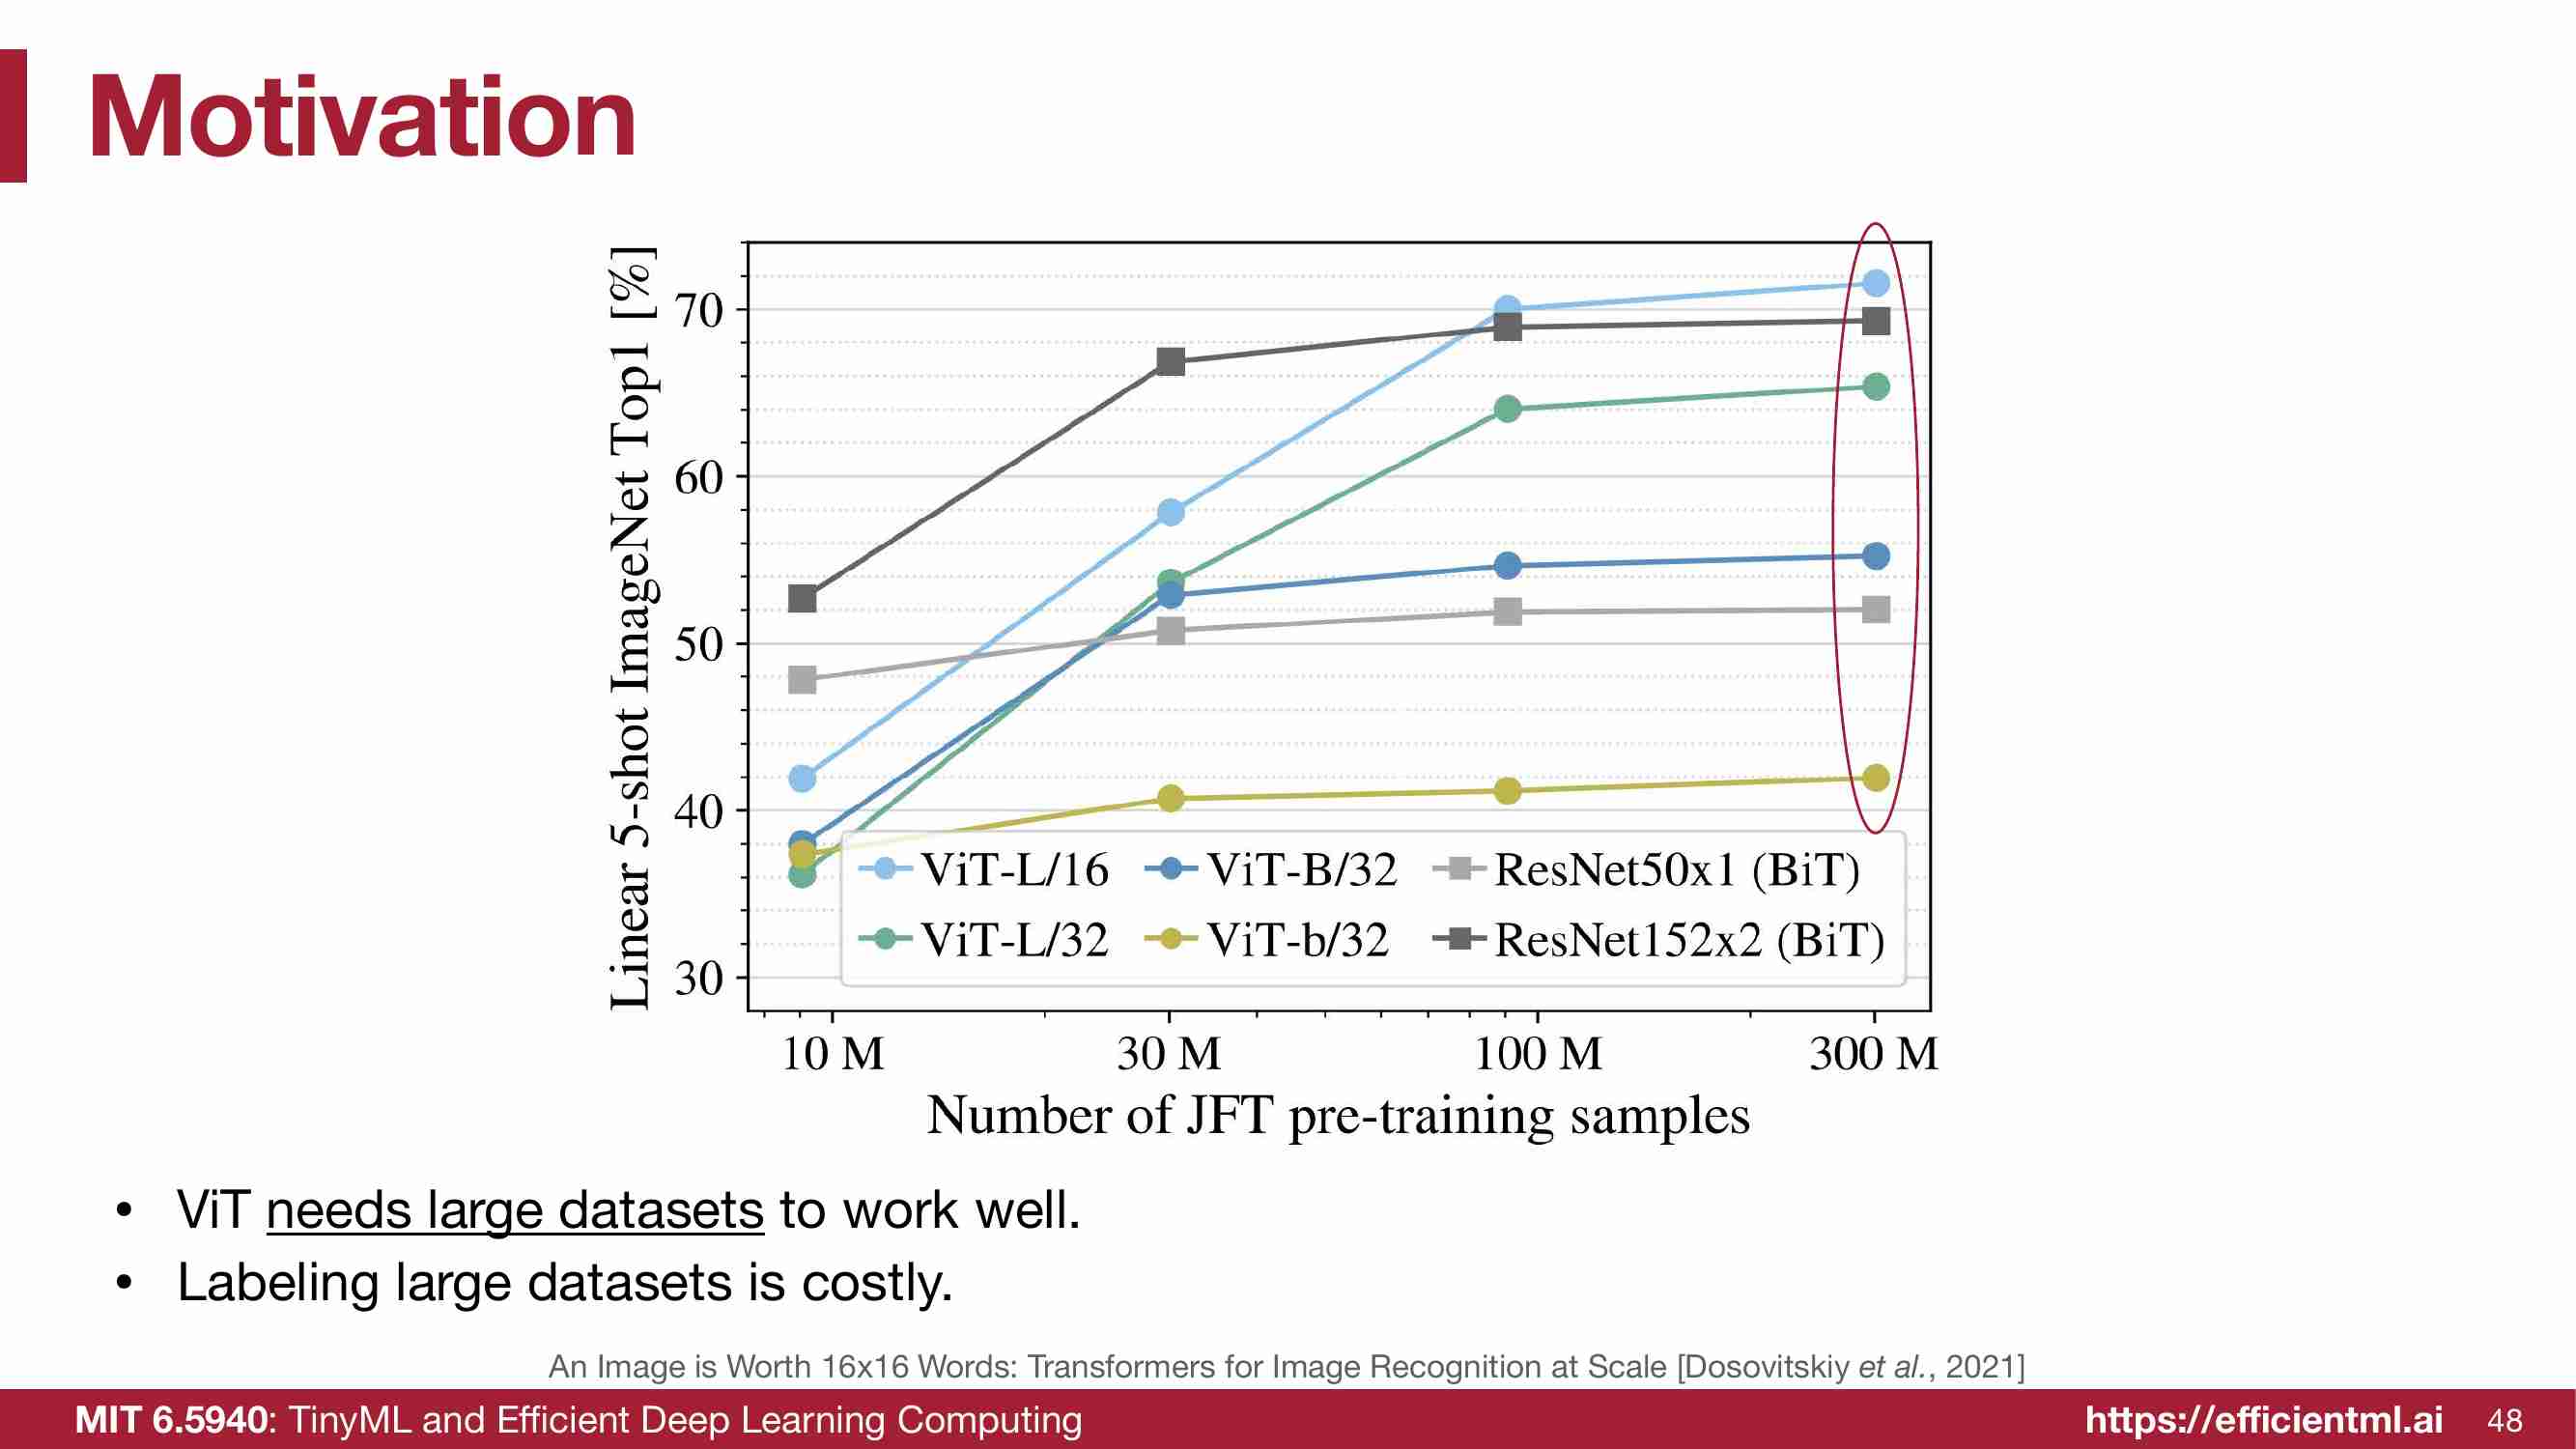 Motivation
Linear 5-shot ImageNet Top1 [%]
70
60
50
40
30
ViT-L/16 ViT-B/32 ResNet50x1 (BiT)
ViT-L/32 ViT-b/32 ResNet152x2 (BiT)
10 M 30 M 100 M 300 M
Number of JFT pre-training samples
• ViT needs large datasets to work well.
• Labeling large datasets is costly.
An Image is Worth 16x16 Words: Transformers for Image Recognition at Scale [Dosovitskiy et al., 2021]
MIT 6.5940: TinyML and Efficient Deep Learning Computing https://efficientml.ai 48